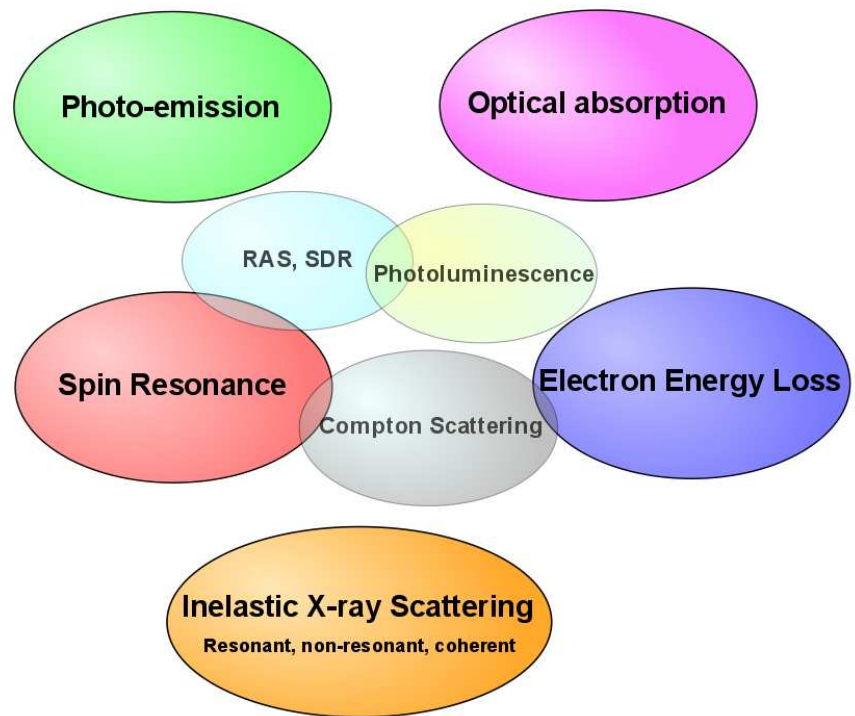 Photo-emission
Optical absorption
RAS, SDR
Photoluminescence
Spin Resonance
Electron Energy Loss
Compton Scattering
Inelastic X-ray Scattering
Resonant, non-resonant, coherent